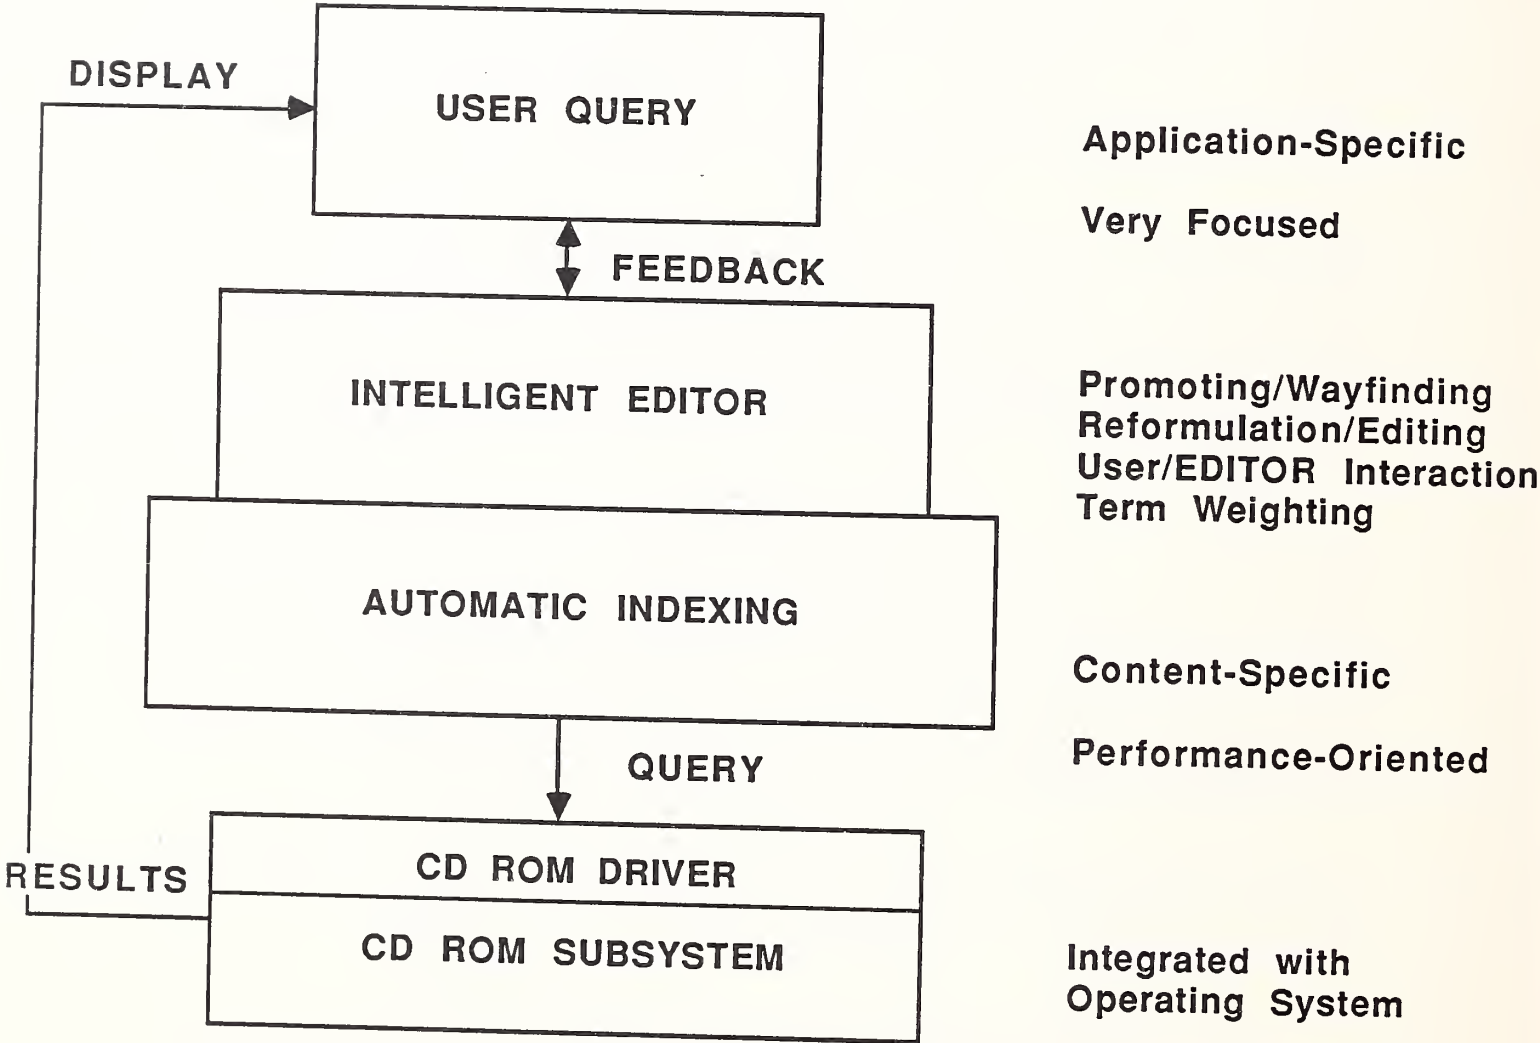 DISPLAY
USER QUERY
Application-Specific
Very Focused
FEEDBACK
INTELLIGENT EDITOR
Promoting/Wayfinding
Reformulation/Editing
User/EDITOR Interaction
Term Weighting
AUTOMATIC INDEXING
Content-Specific
Performance-Oriented
QUERY
RESULTS
CD ROM DRIVER
CD ROM SUBSYSTEM
Integrated with
Operating System